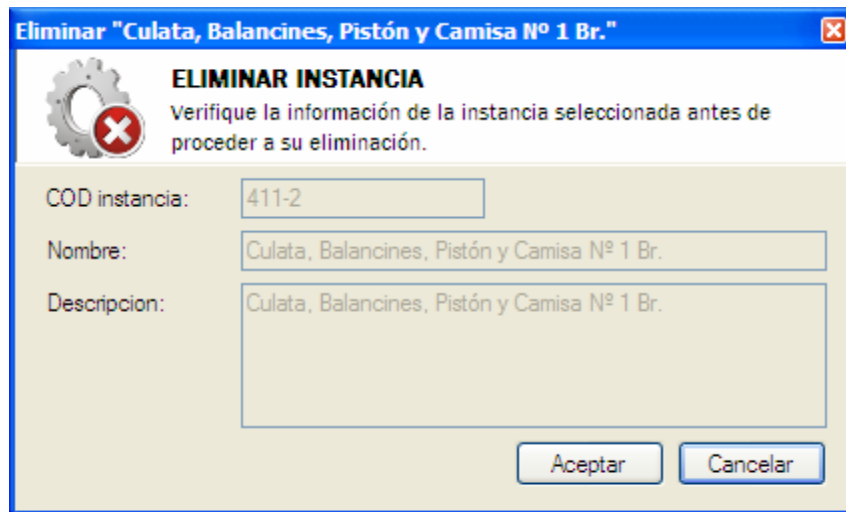 Eliminar "Culata, Balancines, Pistón y Camisa Nº 1 Br."
ELIMINAR INSTANCIA
Verifique la información de la instancia seleccionada antes de
proceder a su eliminación.
COD instancia: 411-2
Nombre: Culata, Balancines, Pistón y Camisa Nº 1 Br.
Descripcion: Culata, Balancines, Pistón y Camisa Nº 1 Br.
Aceptar Cancelar